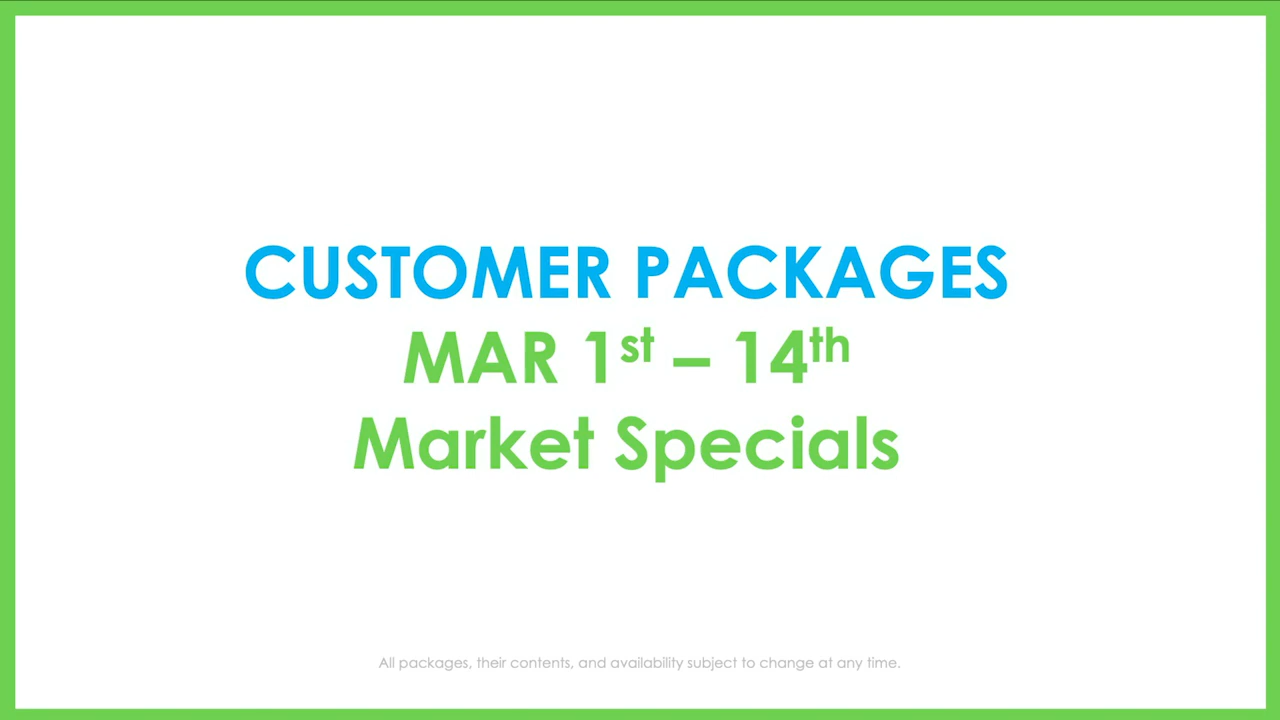 CUSTOMER PACKAGES
MAR 1st – 14th
Market Specials
All packages, their contents, and availability subject to change at any time.